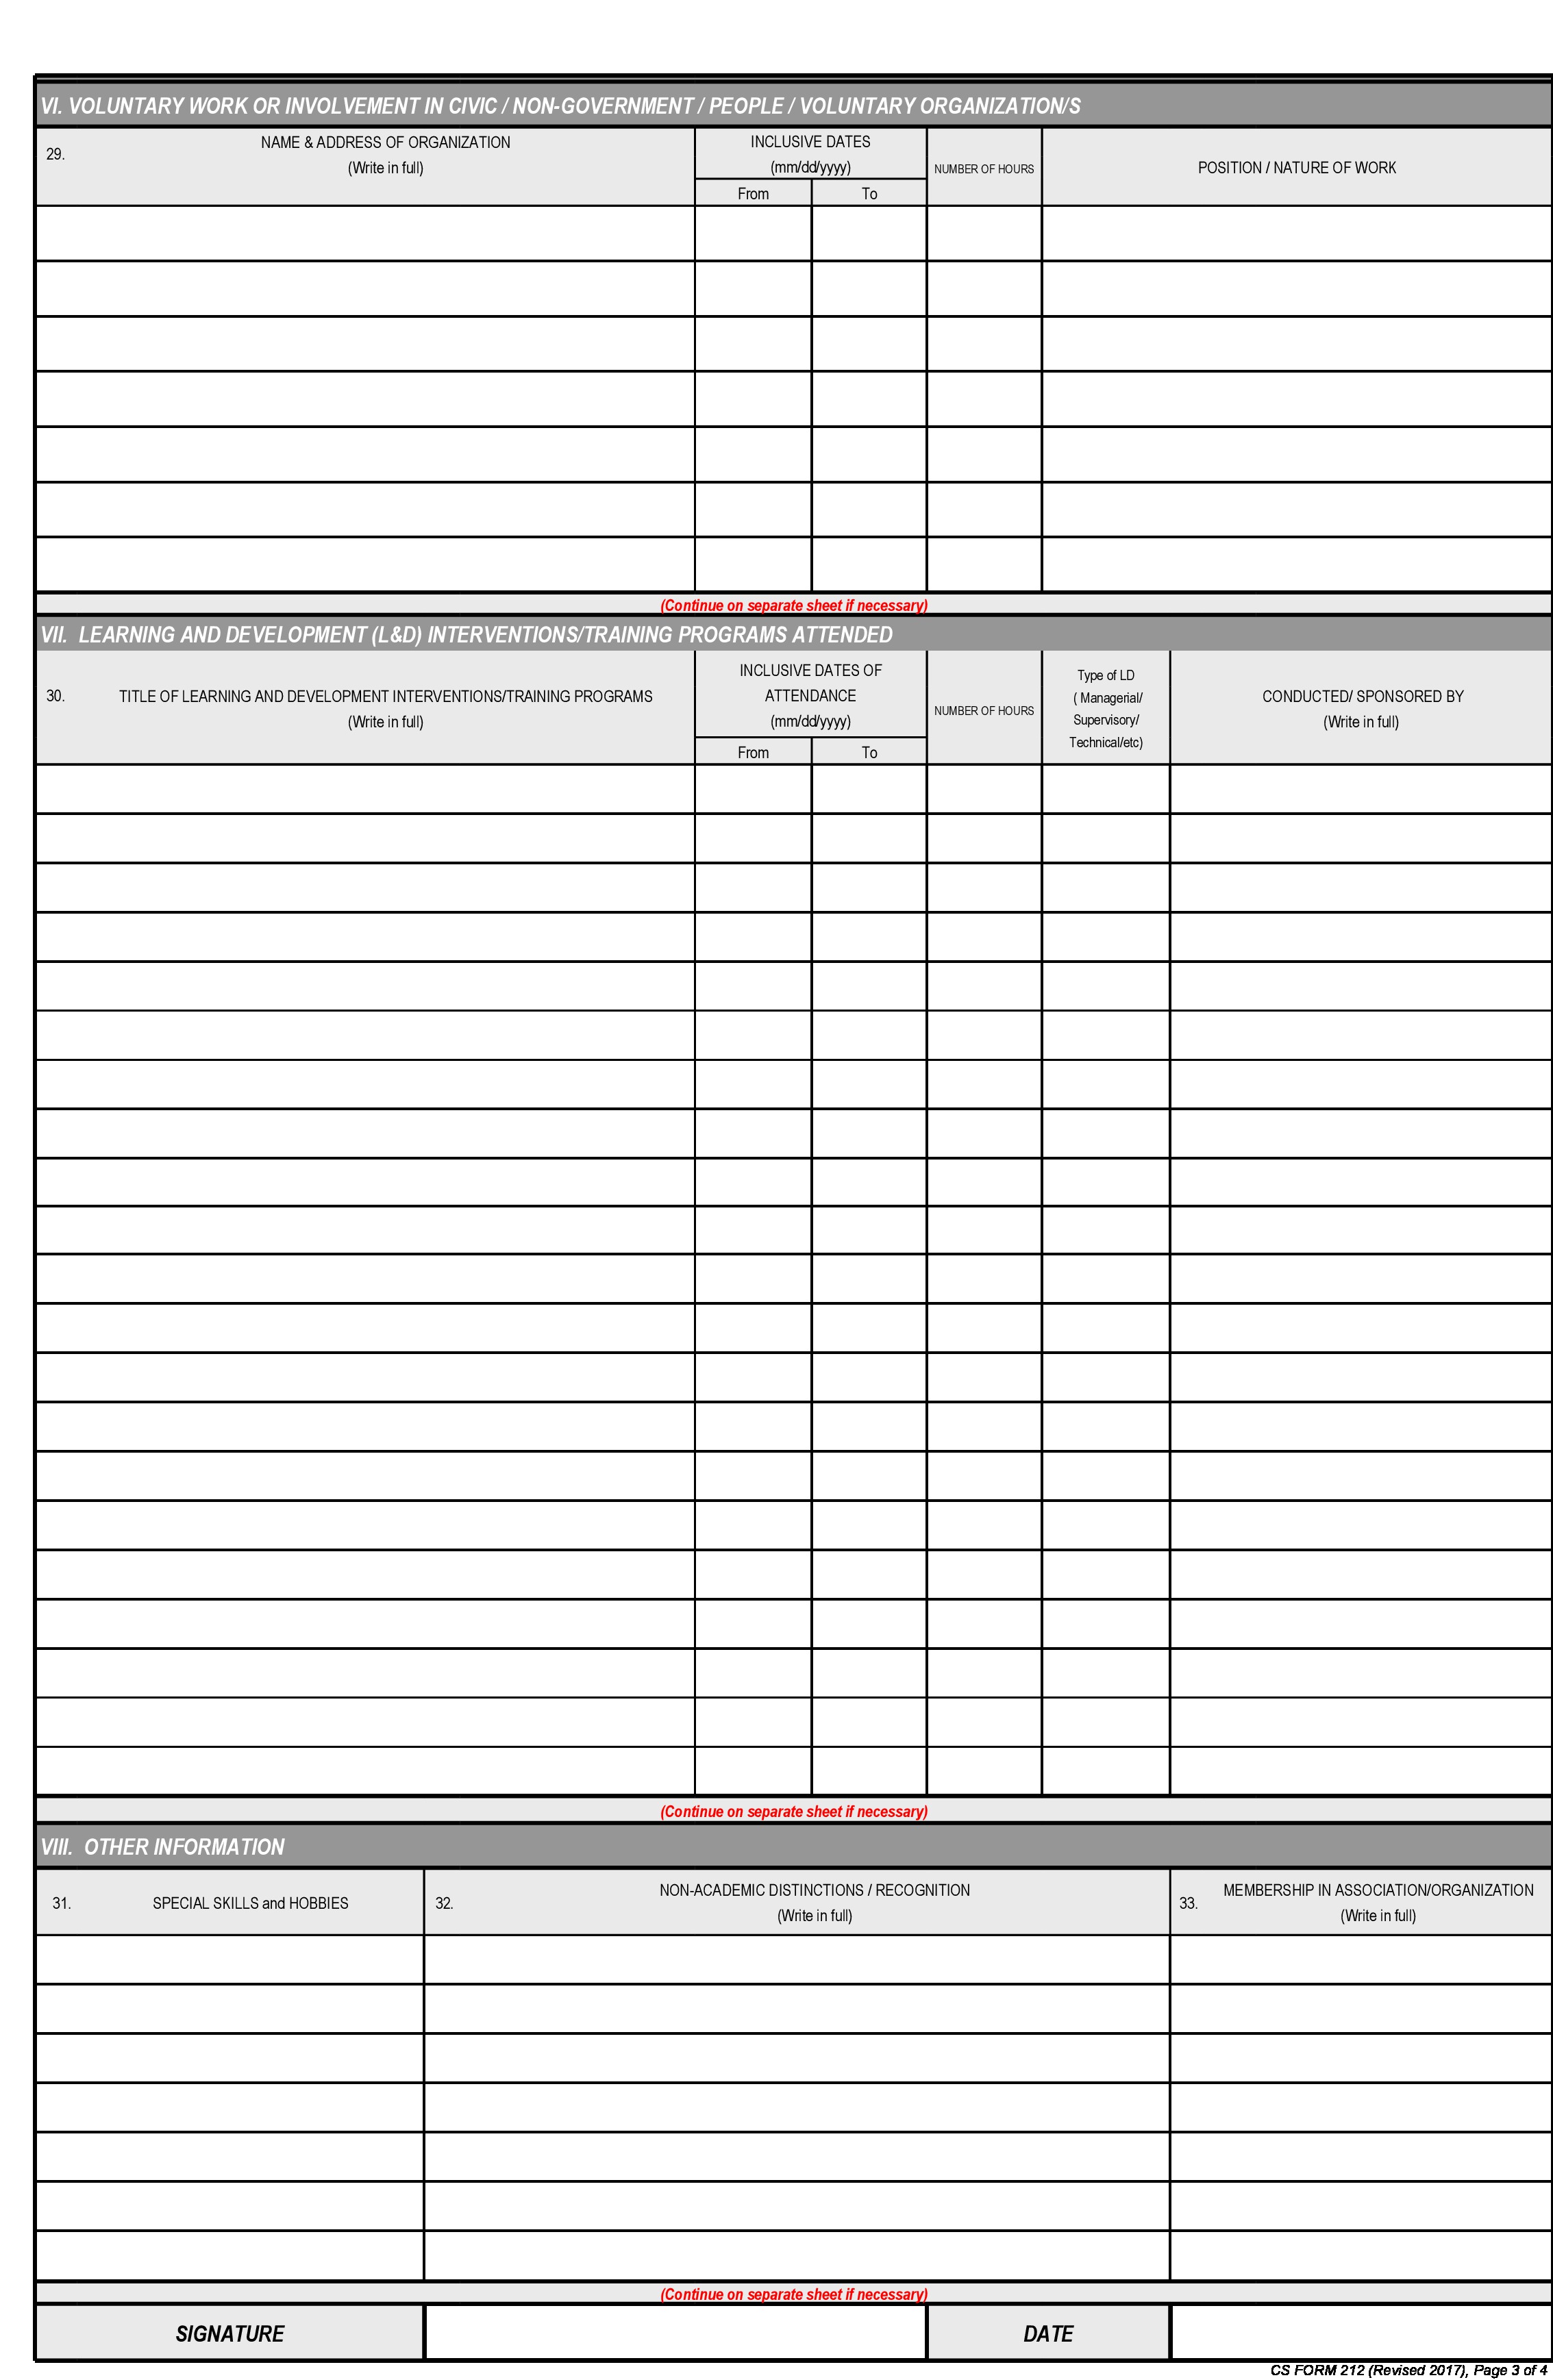 VI. VOLUNTARY WORK OR INVOLVEMENT IN CIVIC / NON-GOVERNMENT / PEOPLE / VOLUNTARY ORGANIZATION/S
29.
NAME & ADDRESS OF ORGANIZATION
(Write in full)
INCLUSIVE DATES
(mm/dd/yyyy)
From
To
NUMBER OF HOURS
POSITION / NATURE OF WORK
(Continue on separate sheet if necessary)
VII. LEARNING AND DEVELOPMENT (L&D) INTERVENTIONS/TRAINING PROGRAMS ATTENDED
30.
TITLE OF LEARNING AND DEVELOPMENT INTERVENTIONS/TRAINING PROGRAMS
(Write in full)
INCLUSIVE DATES OF
ATTENDANCE
(mm/dd/yyyy)
From
To
NUMBER OF HOURS
Type of LD
( Managerial/
Supervisory/
Technical/etc)
CONDUCTED/ SPONSORED BY
(Write in full)
(Continue on separate sheet if necessary)
VIII. OTHER INFORMATION
31.
SPECIAL SKILLS and HOBBIES
32.
NON-ACADEMIC DISTINCTIONS / RECOGNITION
(Write in full)
33.
MEMBERSHIP IN ASSOCIATION/ORGANIZATION
(Write in full)
(Continue on separate sheet if necessary)
SIGNATURE
DATE
CS FORM 212 (Revised 2017), Page 3 of 4